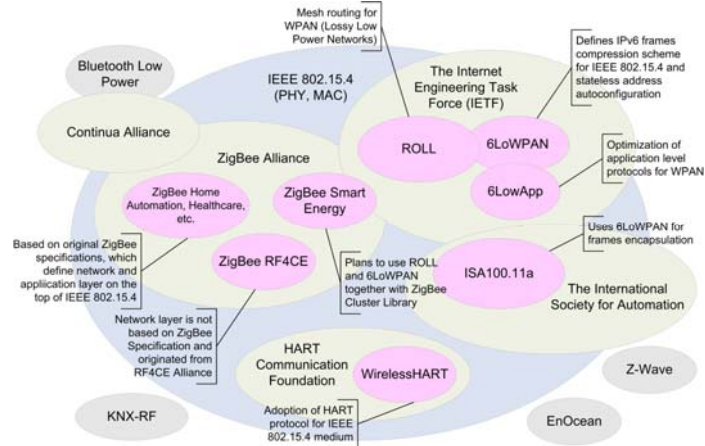 Mesh routing for
WPAN (Lossy Low
Power Networks)
Bluetooth Low
Power
IEEE 802.15.4
(PHY, MAC)
The Internet
Engineering Task
Force (IETF)
Defines IPv6 frames
compression scheme
for IEEE 802.15.4 and
stateless address
autoconfiguration
Continua Alliance
ZigBee Alliance
ROLL
6LoWPAN
Optimization of
application level
protocols for WPAN
6LowApp
ZigBee Home
Automation, Healthcare,
etc.
ZigBee Smart
Energy
Uses 6LoWPAN for
frames encapsulation
Based on original ZigBee
specifications, which
define network and
appliication layer on the
top of IEEE 802.15.4
ZigBee RF4CE
Plans to use ROLL
and 6LoWPAN
together with ZigBee
Cluster Library
ISA100.11a
The International
Society for Automation
Network layer is not
based on ZigBee
Specification and
originated from
RF4CE Alliance
HART
Communication
Foundation
WirelessHART
Z-Wave
KNX-RF
Adoption of HART
protocol for IEEE
802.15.4 medium
EnOcean